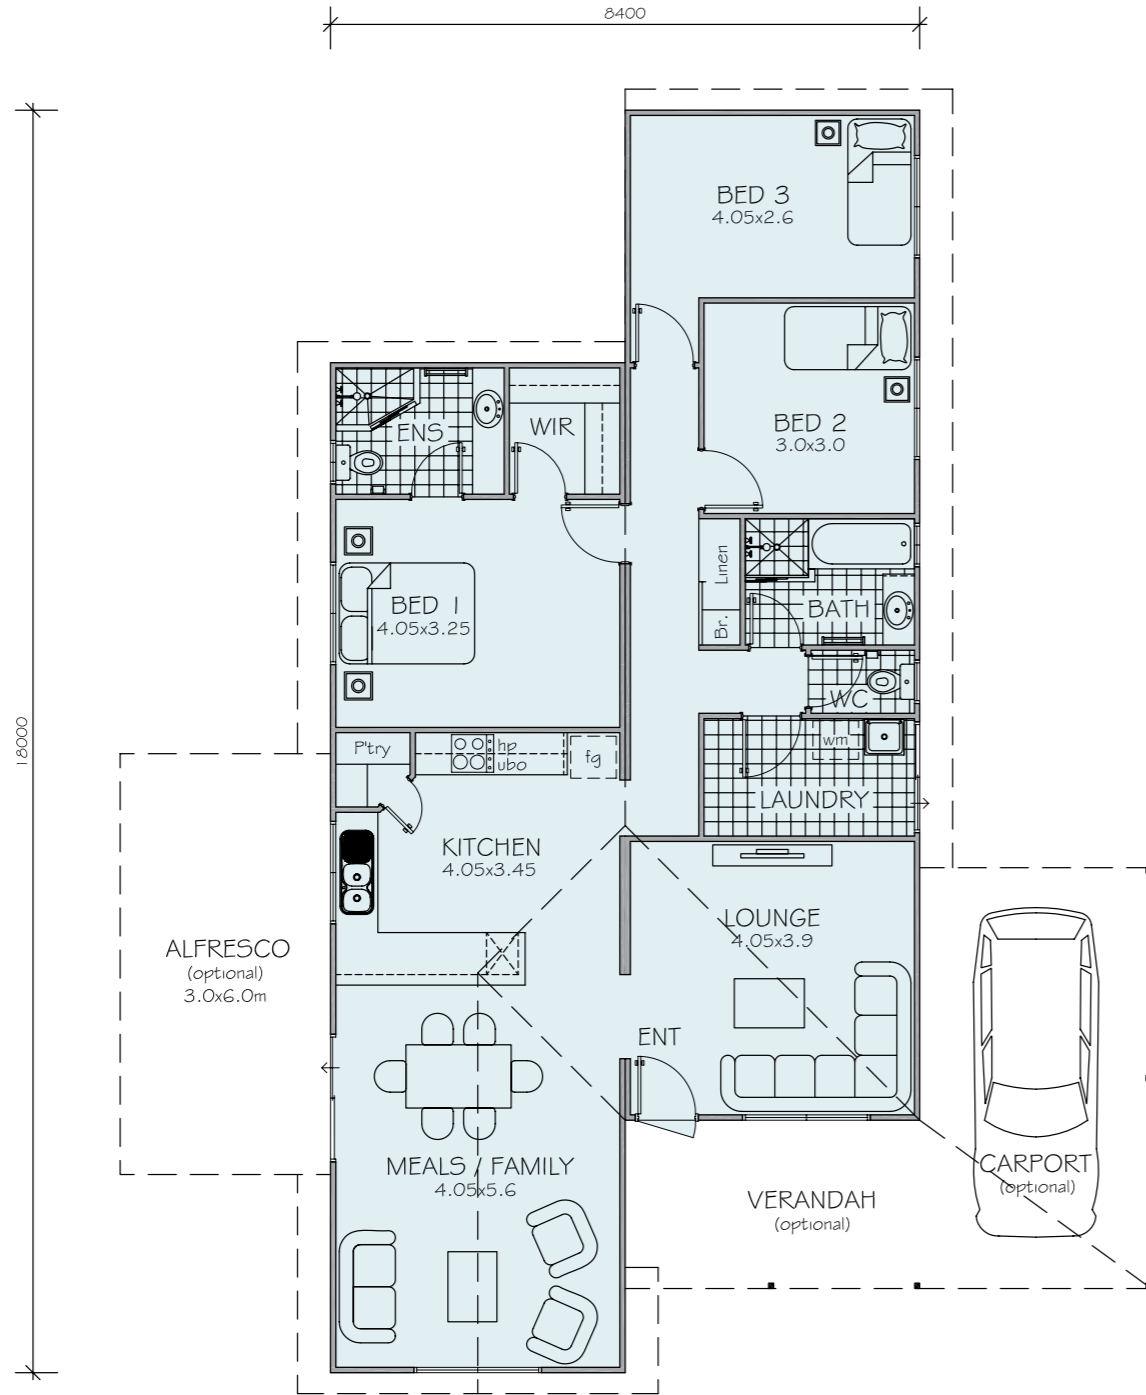 8400
18000
BED 3
4.05x2.6
BED 2
3.0x3.0
ENS
WIR
Linen
Br.
BATH
BED 1
4.05x3.25
WC
P'try
hp
ubo
fg
wm
LAUNDRY
KITCHEN
4.05x3.45
LOUNGE
4.05x3.9
ALFRESCO
(optional)
3.0x6.0m
ENT
MEALS / FAMILY
4.05x5.6
VERANDAH
(optional)
CARPORT
(optional)